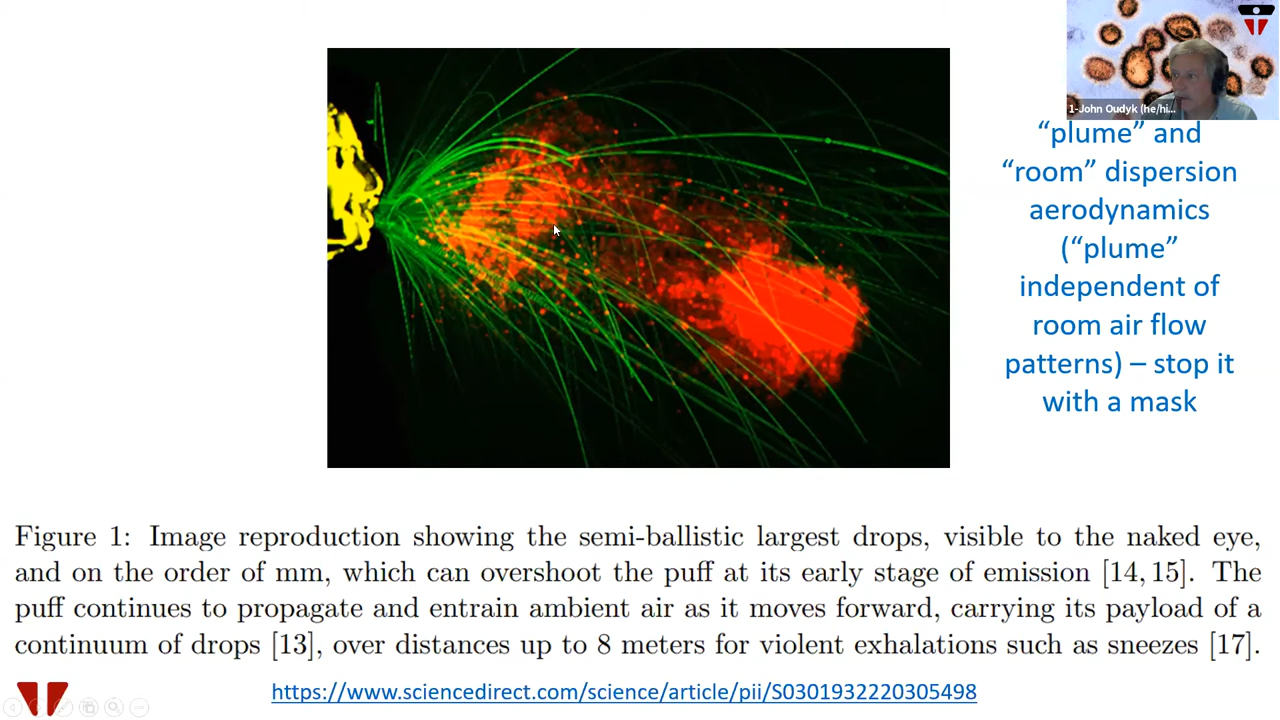 1-John Oudyk (he/hi...
“plume” and
“room” dispersion
aerodynamics
(“plume”
independent of
room air flow
patterns) – stop it
with a mask
Figure 1: Image reproduction showing the semi-ballistic largest drops, visible to the naked eye,
and on the order of mm, which can overshoot the puff at its early stage of emission [14, 15]. The
puff continues to propagate and entrain ambient air as it moves forward, carrying its payload of a
continuum of drops [13], over distances up to 8 meters for violent exhalations such as sneezes [17].
https://www.sciencedirect.com/science/article/pii/S0301932220305498